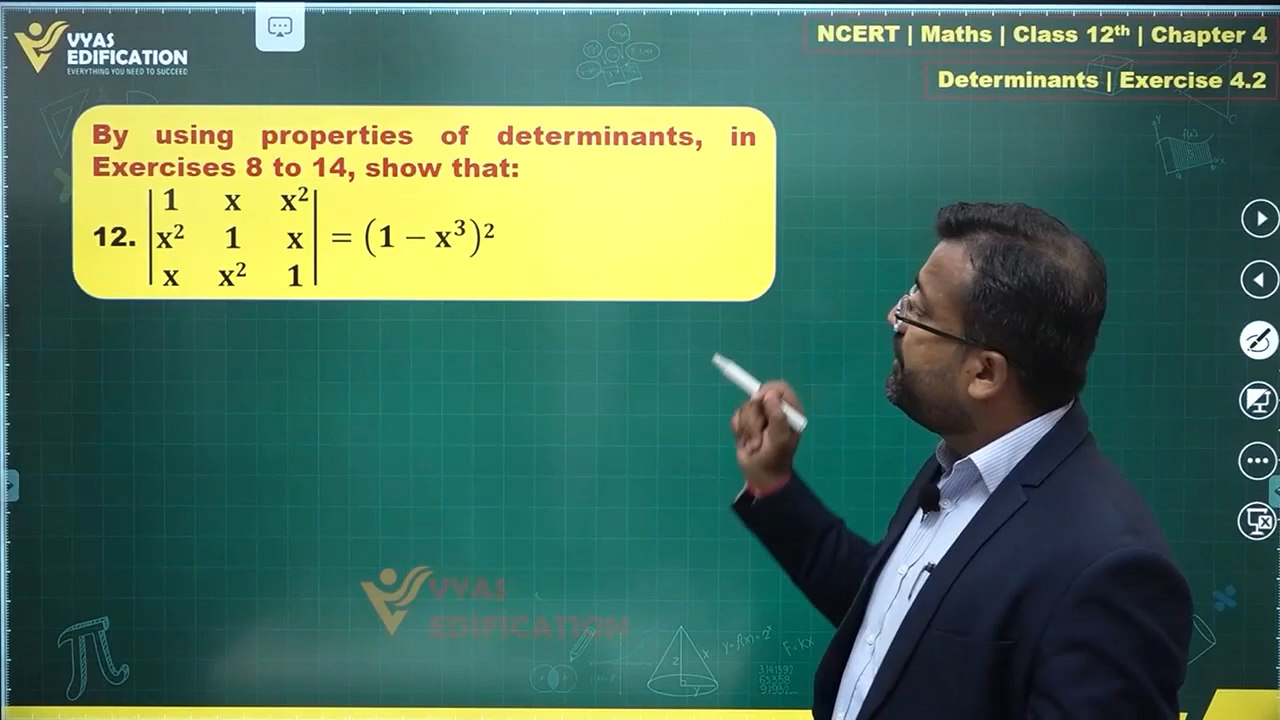 VYAS
EDIFICATION
EVERYTHING YOU NEED TO SUCCEED
NCERT | Maths | Class 12th | Chapter 4
Determinants | Exercise 4.2
By using properties of determinants, in
Exercises 8 to 14, show that:
1 x x²
12. x² 1 x = (1 − x³)²
x x² 1
VYAS
EDIFICATION